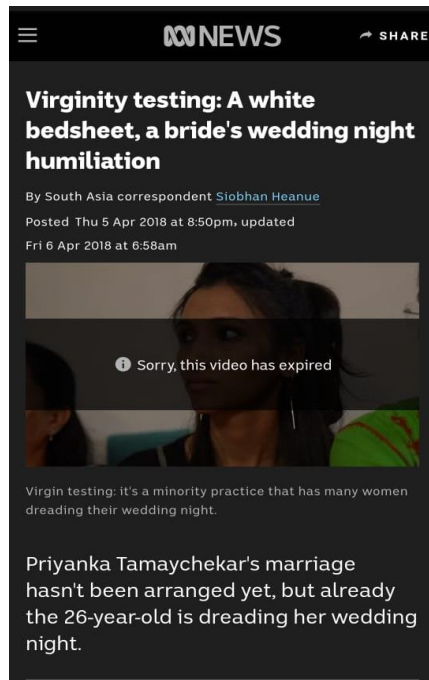 NEWS
SHARE
Virginity testing: A white
bedsheet, a bride's wedding night
humiliation
By South Asia correspondent Siobhan Heanue
Posted Thu 5 Apr 2018 at 8:50pm, updated
Fri 6 Apr 2018 at 6:58am
Sorry, this video has expired
Virgin testing: it's a minority practice that has many women
dreading their wedding night.
Priyanka Tamaychekar's marriage
hasn't been arranged yet, but already
the 26-year-old is dreading her wedding
night.